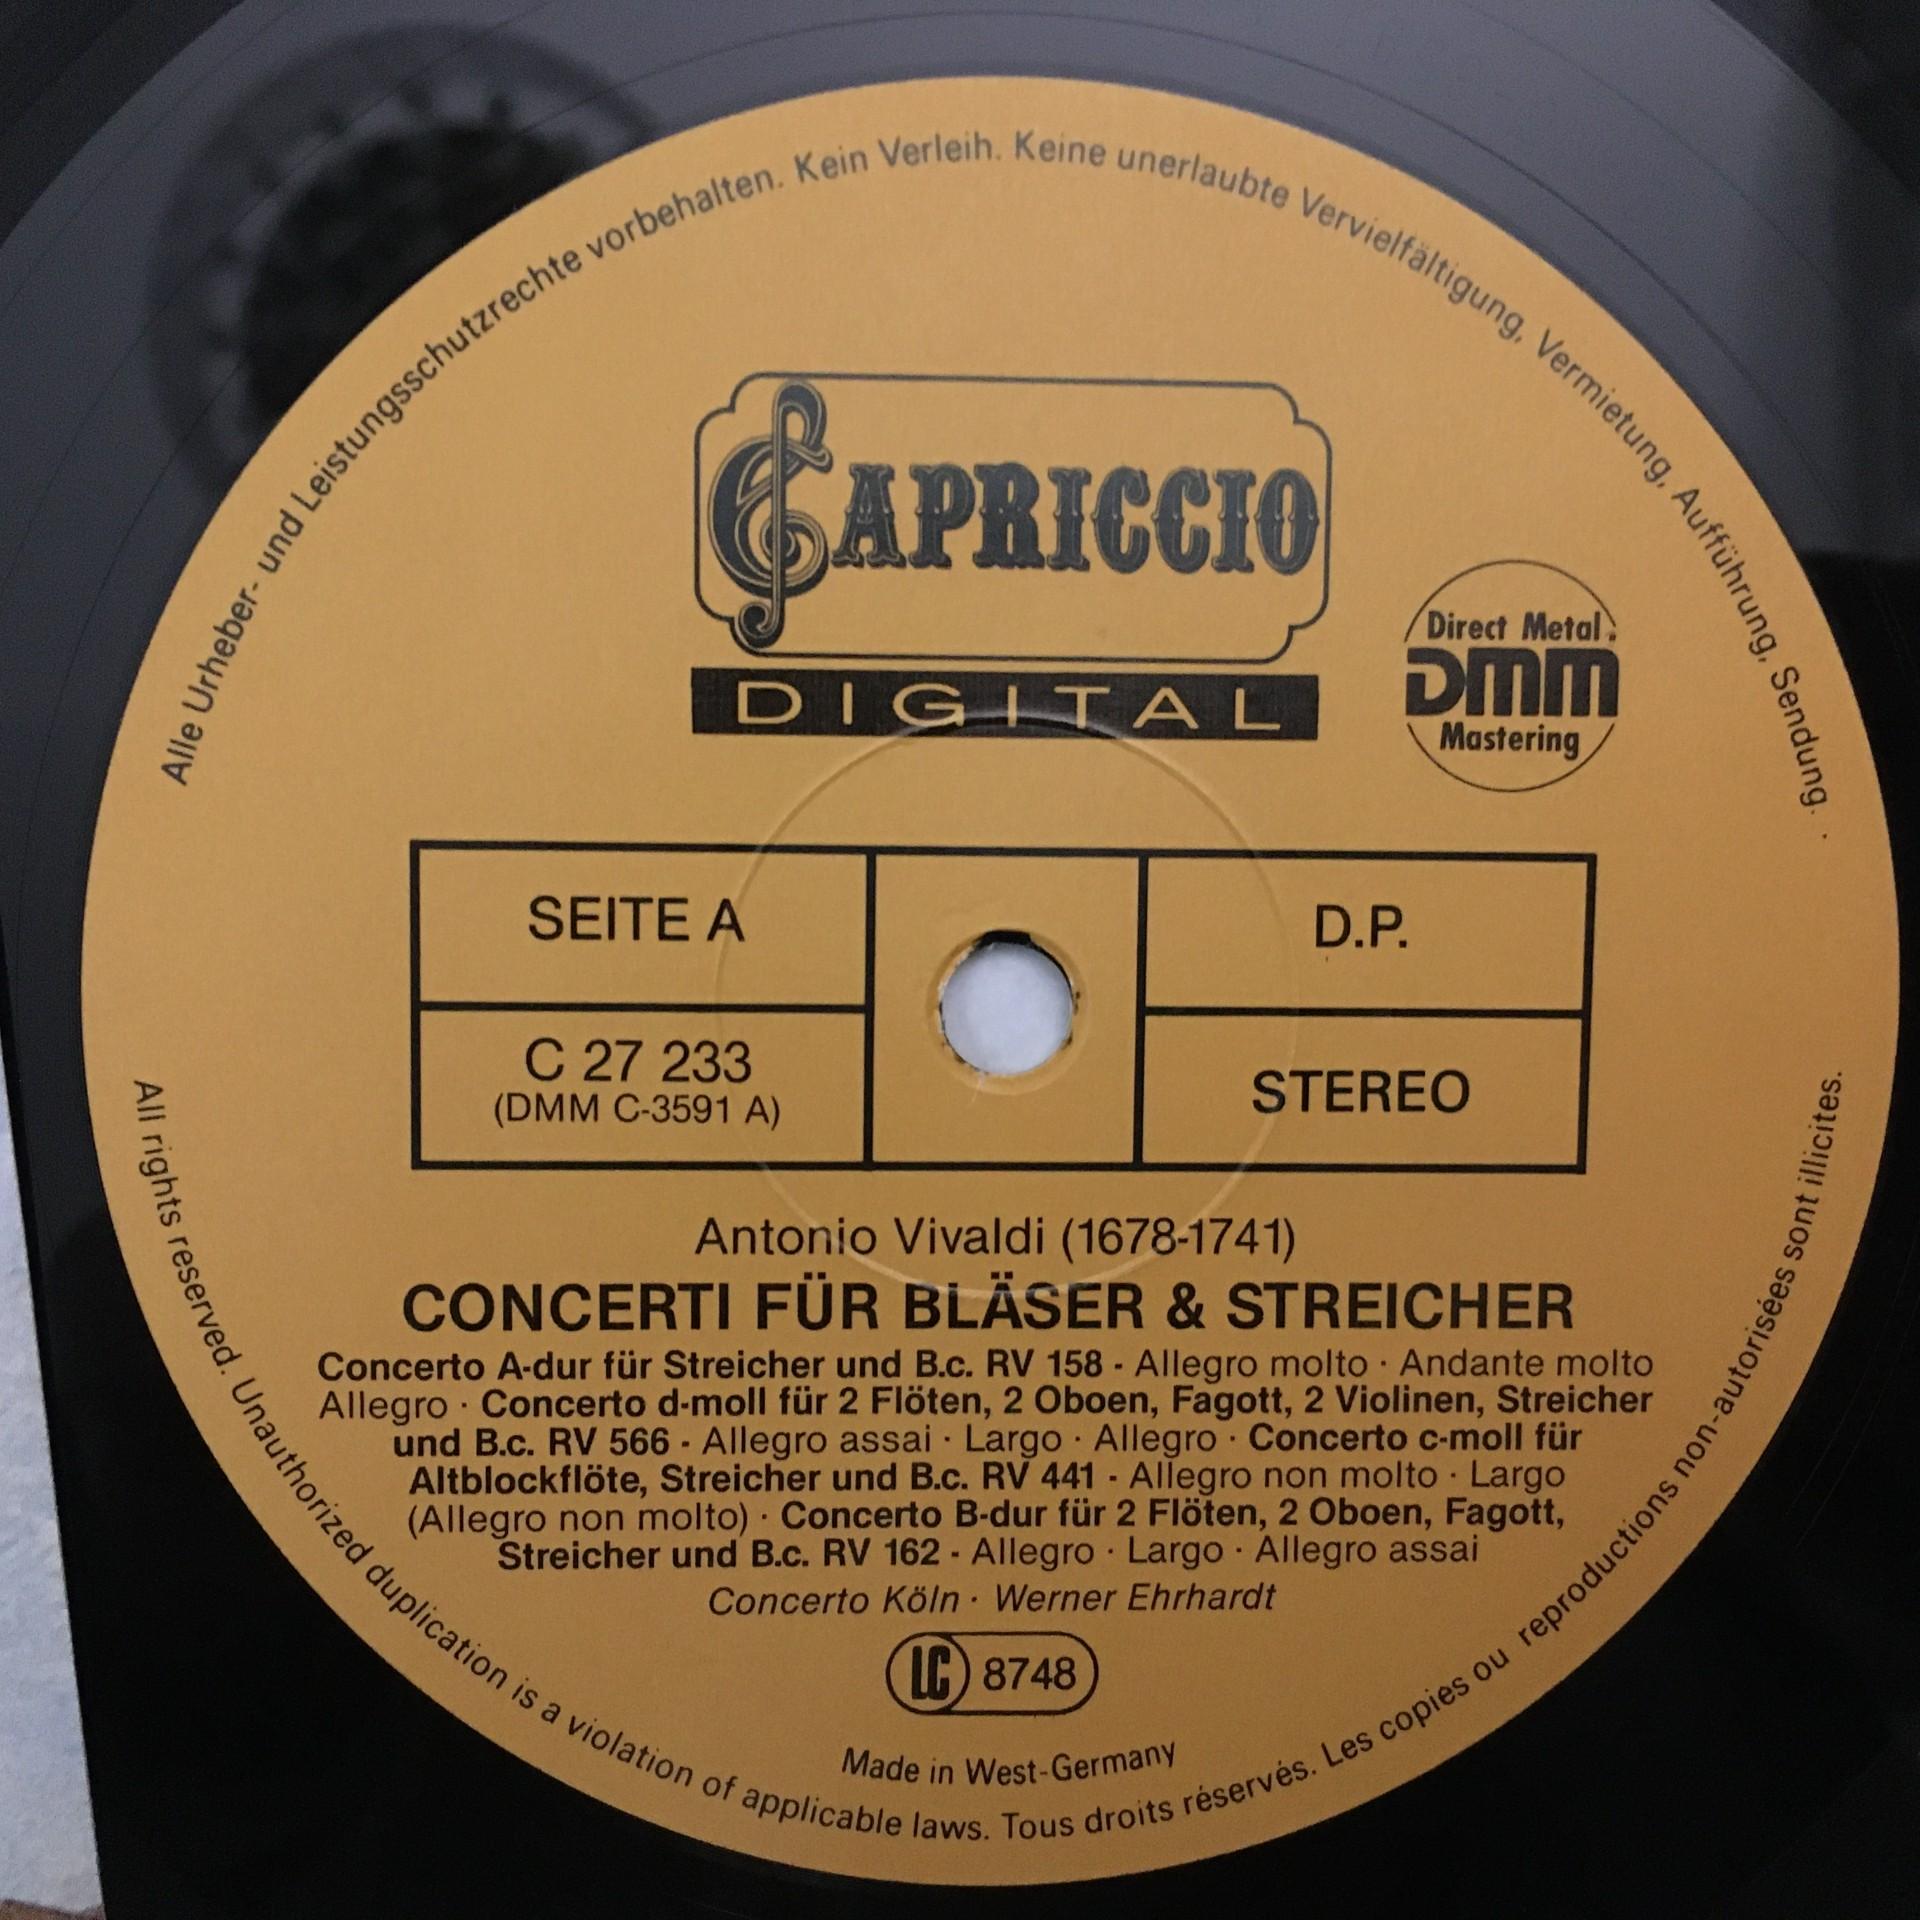 Alle Urheber- und Leistungsschutzrechte vorbehalten. Kein Verleih. Keine unerlaubte Vervielfältigung, Vermietung, Aufführung, Sendung.
CAPRICCIO
DIGITAL
Direct Metal
DMM
Mastering
SEITE A
D.P.
C 27 233
(DMM C-3591 A)
STEREO
Antonio Vivaldi (1678-1741)
CONCERTI FÜR BLÄSER & STREICHER
Concerto A-dur für Streicher und B.c. RV 158 - Allegro molto · Andante molto
Allegro · Concerto d-moll für 2 Flöten, 2 Oboen, Fagott, 2 Violinen, Streicher
und B.c. RV 566 - Allegro assai · Largo · Allegro · Concerto c-moll für
Altblockflöte, Streicher und B.c. RV 441 - Allegro non molto · Largo
(Allegro non molto) · Concerto B-dur für 2 Flöten, 2 Oboen, Fagott,
Streicher und B.c. RV 162 - Allegro · Largo · Allegro assai
Concerto Köln · Werner Ehrhardt
LC 8748
Made in West-Germany
All rights reserved. Unauthorized duplication is a violation of applicable laws. Tous droits réservés. Les copies ou reproductions non-autorisées sont illicites.